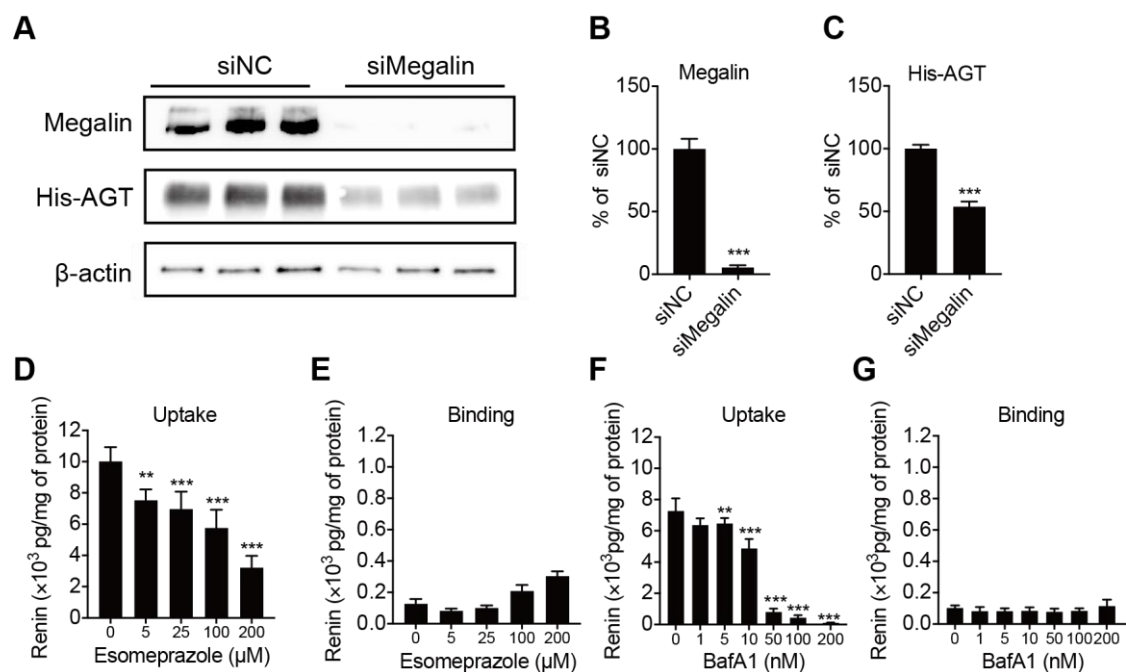 A
siNC siMegalin
Megalin
His-AGT
β-actin
B
Megalin
% of siNC
150
100
50
0
***
siNC
siMegalin
C
His-AGT
% of siNC
150
100
50
0
***
siNC
siMegalin
D
Uptake
Renin (×10³ pg/mg of protein)
12
10
8
6
4
2
0
** *** *** ***
0 5 25 100 200
Esomeprazole (μM)
E
Binding
Renin (×10³ pg/mg of protein)
1.2
1.0
0.8
0.6
0.4
0.2
0.0
0 5 25 100 200
Esomeprazole (μM)
F
Uptake
Renin (×10³pg/mg of protein)
12
10
8
6
4
2
0
** *** *** *** ***
0 1 5 10 50 100 200
BafA1 (nM)
G
Binding
Renin (×10³pg/mg of protein)
1.2
1.0
0.8
0.6
0.4
0.2
0.0
0 1 5 10 50 100 200
BafA1 (nM)